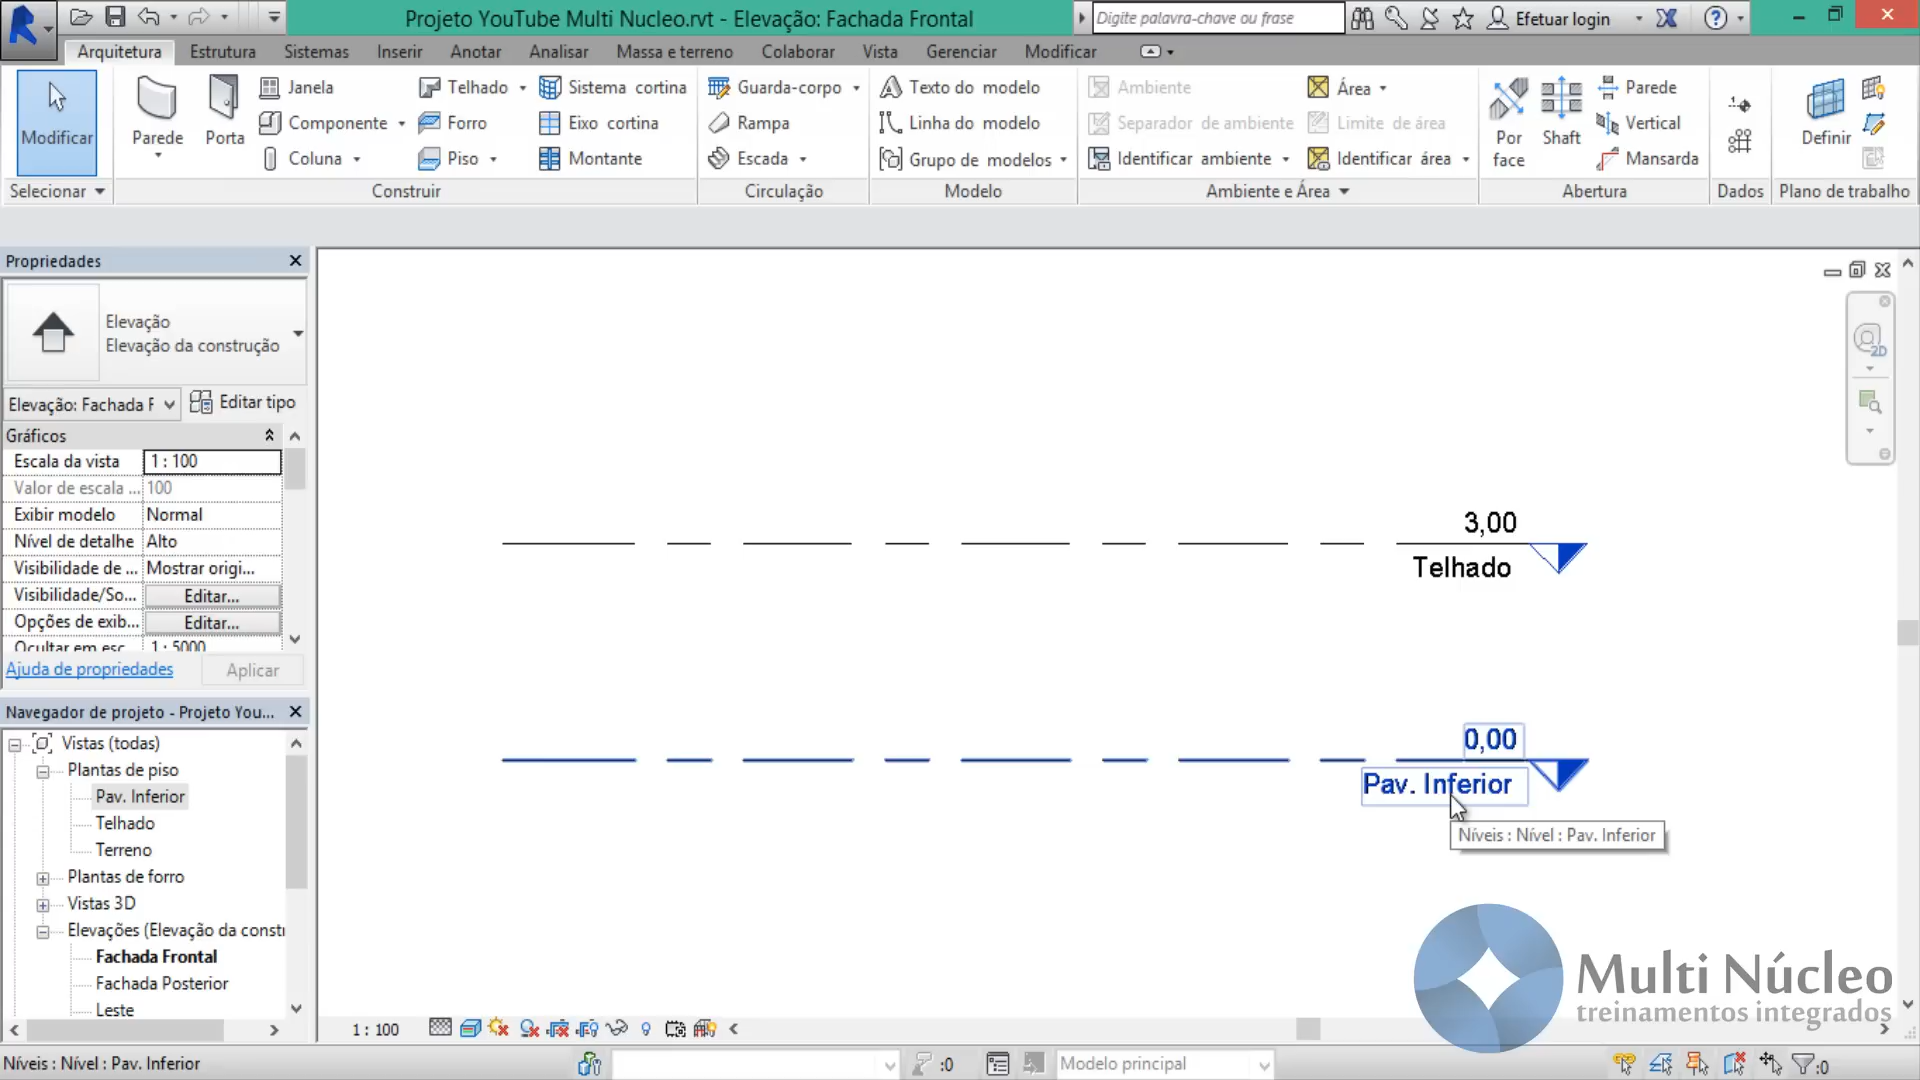 Projeto YouTube Multi Nucleo.rvt - Elevação: Fachada Frontal
Digite palavra-chave ou frase
Efetuar login
Arquitetura Estrutura Sistemas Inserir Anotar Analisar Massa e terreno Colaborar Vista Gerenciar Modificar
Modificar
Selecionar
Parede
Porta
Janela
Componente
Coluna
Telhado
Forro
Piso
Sistema cortina
Eixo cortina
Montante
Construir
Guarda-corpo
Rampa
Escada
Circulação
Texto do modelo
Linha do modelo
Grupo de modelos
Modelo
Ambiente
Separador de ambiente
Identificar ambiente
Área
Limite de área
Identificar área
Ambiente e Área
Por
face
Shaft
Parede
Vertical
Mansarda
Abertura
Dados
Definir
Plano de trabalho
Propriedades
Elevação
Elevação da construção
Elevação: Fachada F
Editar tipo
Gráficos
Escala da vista 1 : 100
Valor de escala ... 100
Exibir modelo Normal
Nível de detalhe Alto
Visibilidade de ... Mostrar origi...
Visibilidade/So... Editar...
Opções de exib... Editar...
Ocultar em esc... 1 : 5000
Ajuda de propriedades
Aplicar
Navegador de projeto - Projeto You...
Vistas (todas)
Plantas de piso
Pav. Inferior
Telhado
Terreno
Plantas de forro
Vistas 3D
Elevações (Elevação da constr
Fachada Frontal
Fachada Posterior
Leste
2D
3,00
Telhado
0,00
Pav. Inferior
Níveis : Nível : Pav. Inferior
Multi Núcleo
treinamentos integrados
1 : 100
Níveis : Nível : Pav. Inferior
:0
Modelo principal
:0